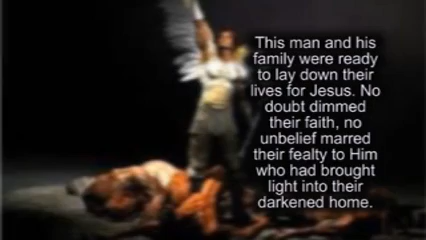 This man and his
family were ready
to lay down their
lives for Jesus. No
doubt dimmed
their faith, no
unbelief marred
their fealty to Him
who had brought
light into their
darkened home.